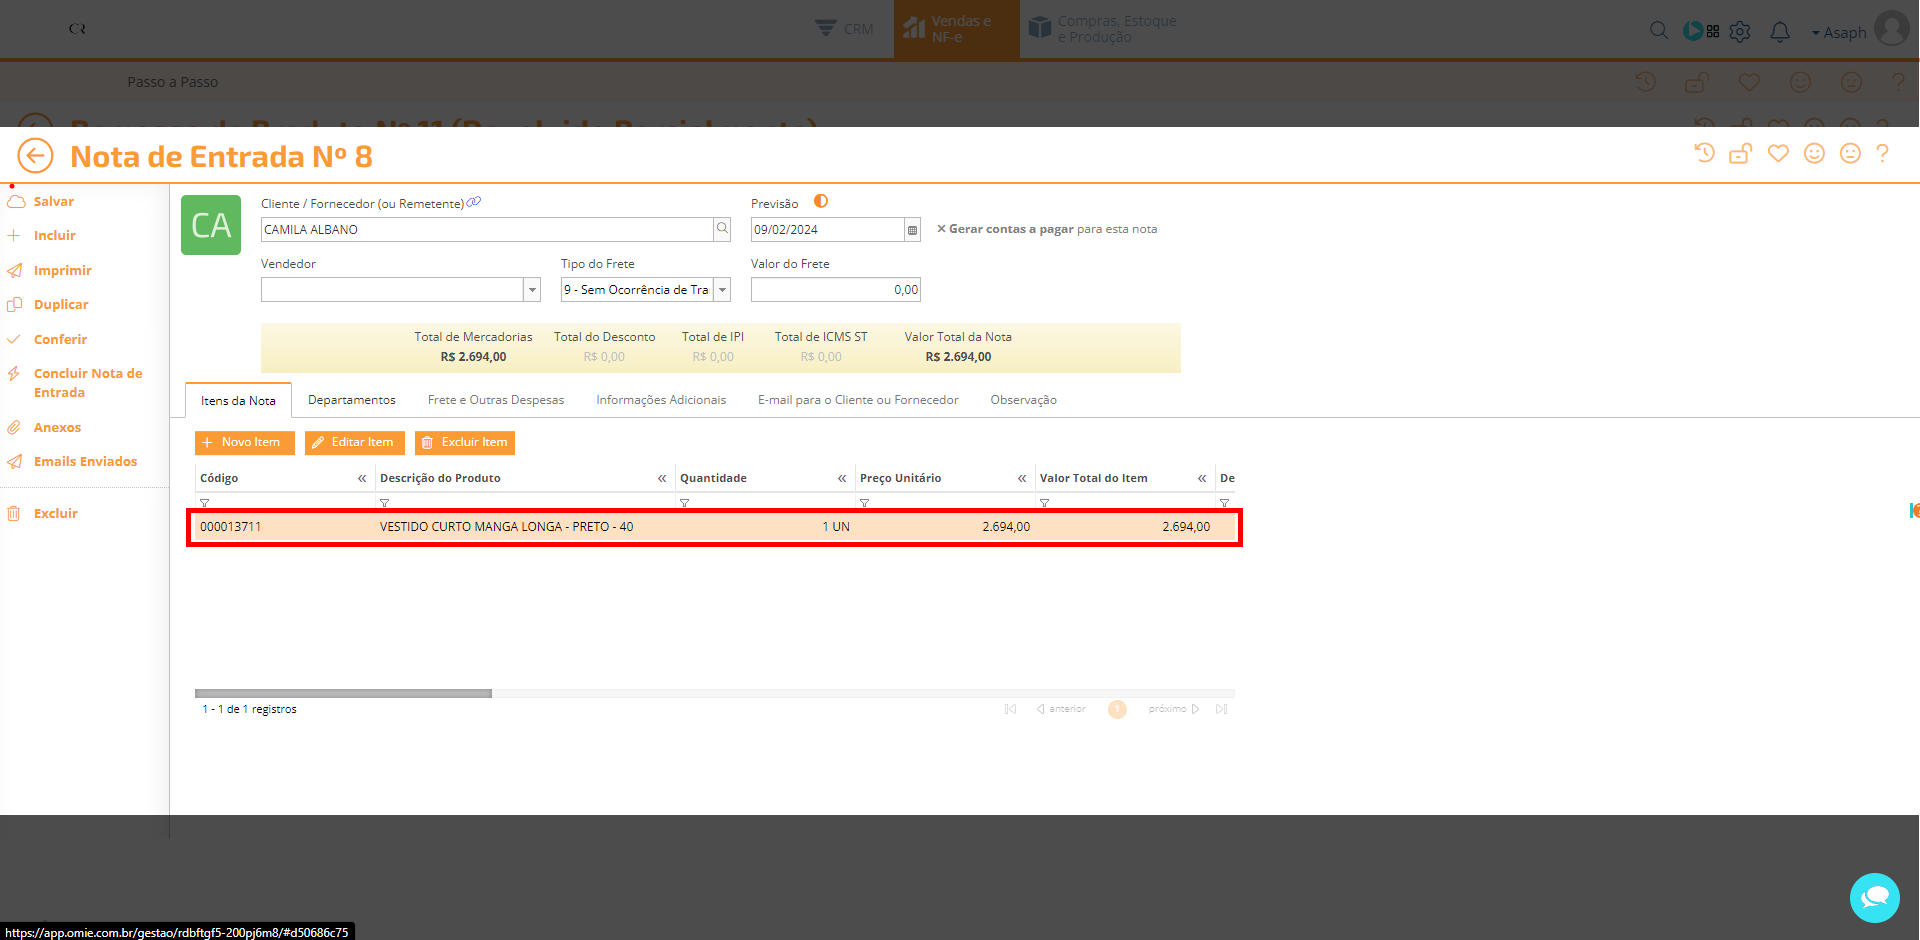 CR
CRM
Vendas e
NF-e
Compras, Estoque
e Produção
Asaph
Passo a Passo
Nota de Entrada Nº 8
Salvar
Incluir
Imprimir
Duplicar
Conferir
Concluir Nota de
Entrada
Anexos
Emails Enviados
Excluir
CA
Cliente / Fornecedor (ou Remetente)
CAMILA ALBANO
Previsão
09/02/2024
× Gerar contas a pagar para esta nota
Vendedor
Tipo do Frete
9 - Sem Ocorrência de Tra
Valor do Frete
0,00
Total de Mercadorias Total do Desconto Total de IPI Total de ICMS ST Valor Total da Nota
R$ 2.694,00 R$ 0,00 R$ 0,00 R$ 0,00 R$ 2.694,00
Itens da Nota Departamentos Frete e Outras Despesas Informações Adicionais E-mail para o Cliente ou Fornecedor Observação
Novo Item Editar Item Excluir Item
Código Descrição do Produto Quantidade Preço Unitário Valor Total do Item De
000013711 VESTIDO CURTO MANGA LONGA - PRETO - 40 1 UN 2.694,00 2.694,00
1 - 1 de 1 registros
anterior 1 próximo
https://app.omie.com.br/gestao/rdbftgf5-200pj6m8/#d50686c75